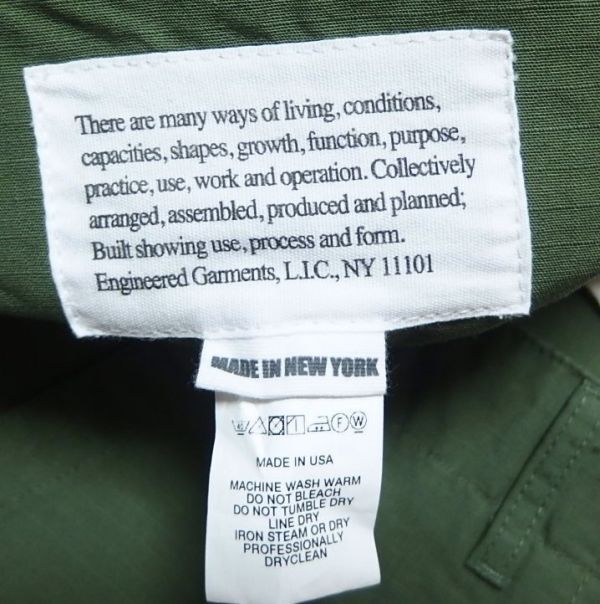 There are many ways of living, conditions,
capacities, shapes, growth, function, purpose,
practice, use, work and operation. Collectively
arranged, assembled, produced and planned;
Built showing use, process and form.
Engineered Garments, L.I.C., NY 11101
MADE IN NEW YORK
F W
MADE IN USA
MACHINE WASH WARM
DO NOT BLEACH
DO NOT TUMBLE DRY
LINE DRY
IRON STEAM OR DRY
PROFESSIONALLY
DRYCLEAN